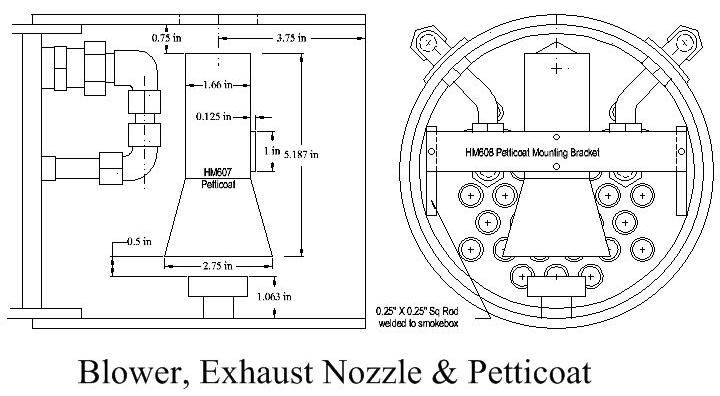 0.75 in
3.75 in
1.66 in
0.125 in
1 in
5.187 in
HM607
Petticoat
0.5 in
2.75 in
1.063 in
HM608 Petticoat Mounting Bracket
0.25" X 0.25" Sq Rod
welded to smokebox
Blower, Exhaust Nozzle & Petticoat